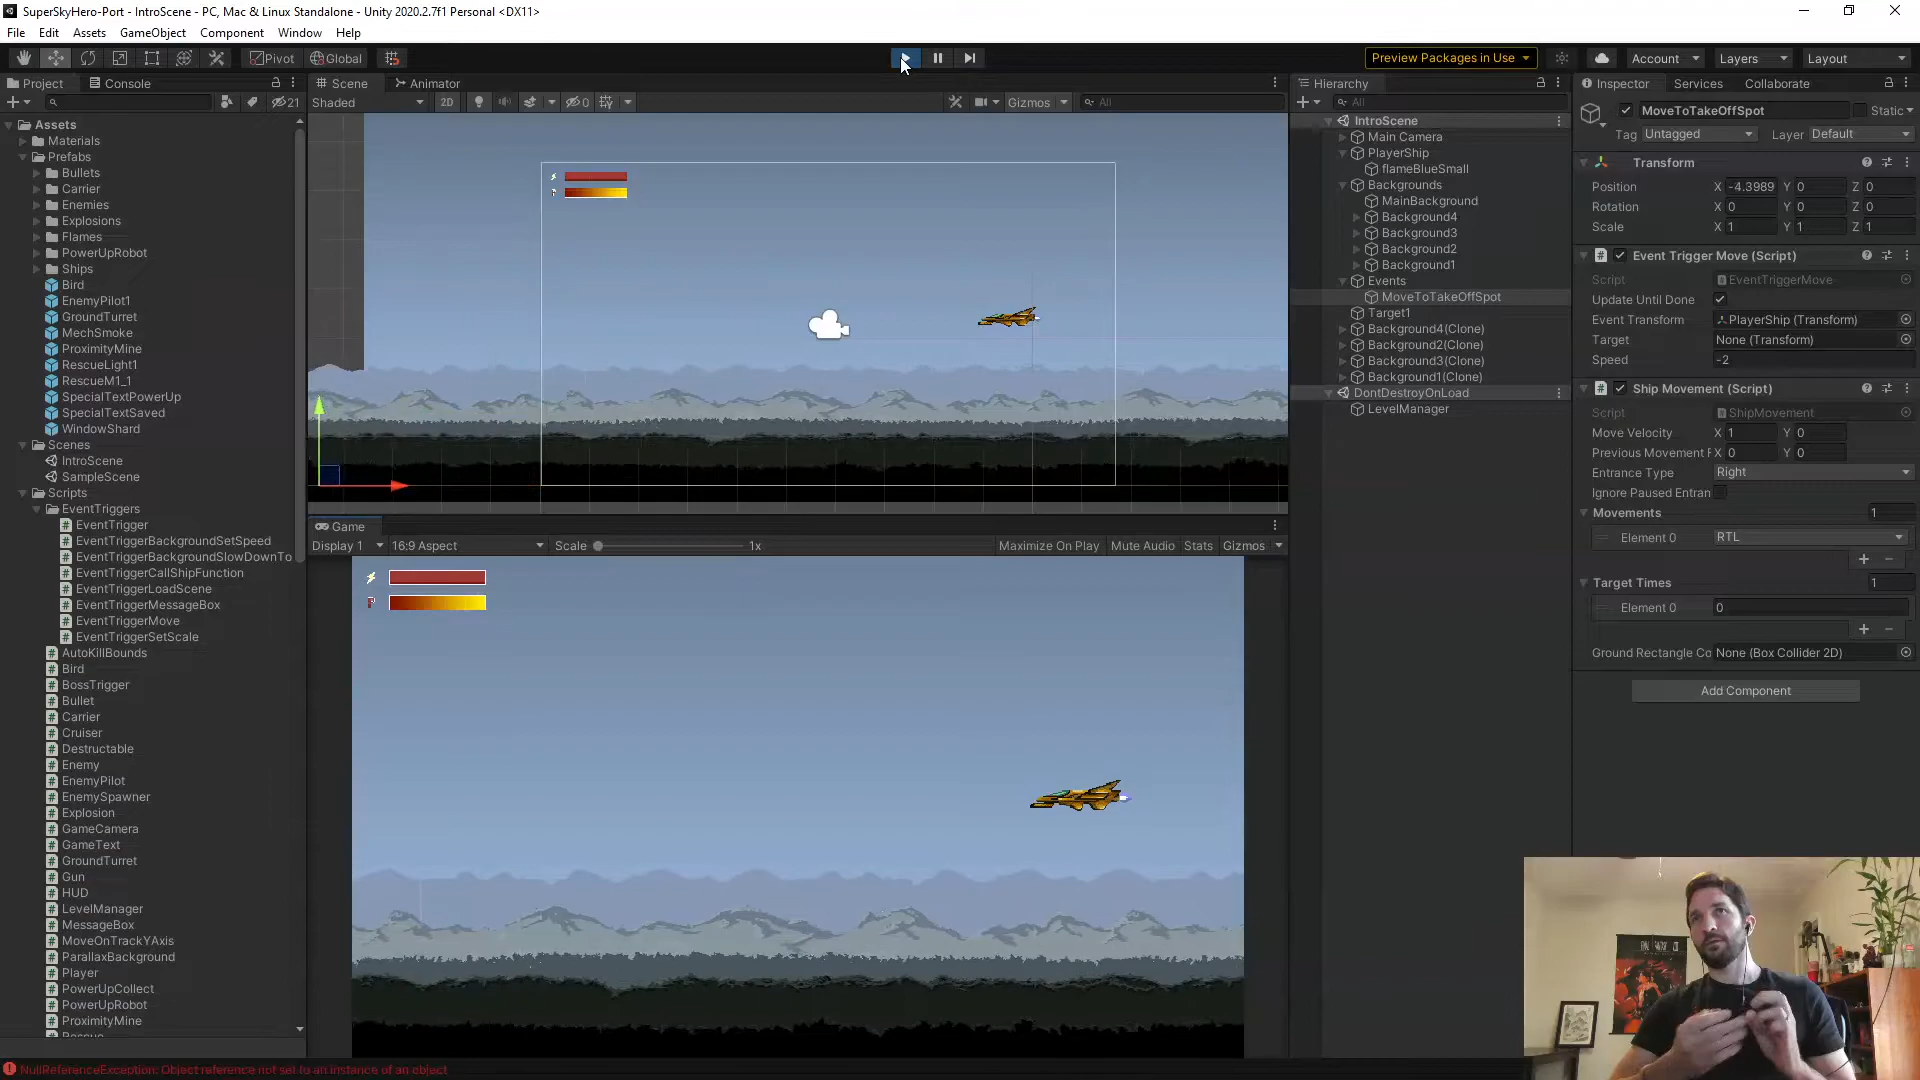 SuperSkyHero-Port - IntroScene - PC, Mac & Linux Standalone - Unity 2020.2.7f1 Personal <DX11>
File Edit Assets GameObject Component Window Help
Pivot Global Preview Packages in Use Account Layers Layout
Project Console
21
Assets
Materials
Prefabs
Bullets
Carrier
Enemies
Explosions
Flames
PowerUpRobot
Ships
Bird
EnemyPilot1
GroundTurret
MechSmoke
ProximityMine
RescueLight1
RescueM1_1
SpecialTextPowerUp
SpecialTextSaved
WindowShard
Scenes
IntroScene
SampleScene
Scripts
EventTriggers
EventTrigger
EventTriggerBackgroundSetSpeed
EventTriggerBackgroundSlowDownTo
EventTriggerCallShipFunction
EventTriggerLoadScene
EventTriggerMessageBox
EventTriggerMove
EventTriggerSetScale
AutoKillBounds
Bird
BossTrigger
Bullet
Carrier
Cruiser
Destructable
Enemy
EnemyPilot
EnemySpawner
Explosion
GameCamera
GameText
GroundTurret
Gun
HUD
LevelManager
MessageBox
MoveOnTrackYAxis
ParallaxBackground
Player
PowerUpCollect
PowerUpRobot
ProximityMine
Scene Animator
Shaded 2D 0 Gizmos All
P
Game
Display 1 16:9 Aspect Scale 1x Maximize On Play Mute Audio Stats Gizmos
P
Hierarchy
All
IntroScene
Main Camera
PlayerShip
flameBlueSmall
Backgrounds
MainBackground
Background4
Background3
Background2
Background1
Events
MoveToTakeOffSpot
Target1
Background4(Clone)
Background2(Clone)
Background3(Clone)
Background1(Clone)
DontDestroyOnLoad
LevelManager
Inspector Services Collaborate
MoveToTakeOffSpot Static
Tag Untagged Layer Default
Transform
Position X -4.3989 Y 0 Z 0
Rotation X 0 Y 0 Z 0
Scale X 1 Y 1 Z 1
Event Trigger Move (Script)
Script EventTriggerMove
Update Until Done
Event Transform PlayerShip (Transform)
Target None (Transform)
Speed -2
Ship Movement (Script)
Script ShipMovement
Move Velocity X 1 Y 0
Previous Movement F X 0 Y 0
Entrance Type Right
Ignore Paused Entran
Movements 1
Element 0 RTL
Target Times 1
Element 0 0
Ground Rectangle Co None (Box Collider 2D)
Add Component
NullReferenceException: Object reference not set to an instance of an object